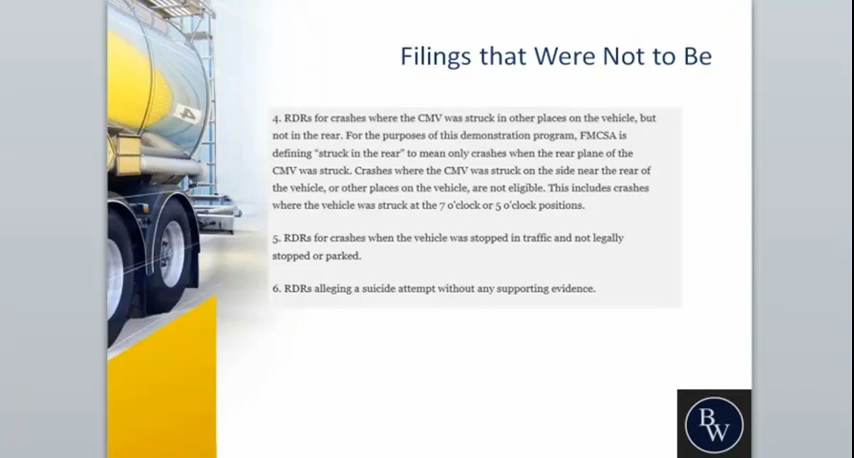 Filings that Were Not to Be
4. RDRs for crashes where the CMV was struck in other places on the vehicle, but
not in the rear. For the purposes of this demonstration program, FMCSA is
defining “struck in the rear” to mean only crashes when the rear plane of the
CMV was struck. Crashes where the CMV was struck on the side near the rear of
the vehicle, or other places on the vehicle, are not eligible. This includes crashes
where the vehicle was struck at the 7 o’clock or 5 o’clock positions.
5. RDRs for crashes when the vehicle was stopped in traffic and not legally
stopped or parked.
6. RDRs alleging a suicide attempt without any supporting evidence.
4
BW